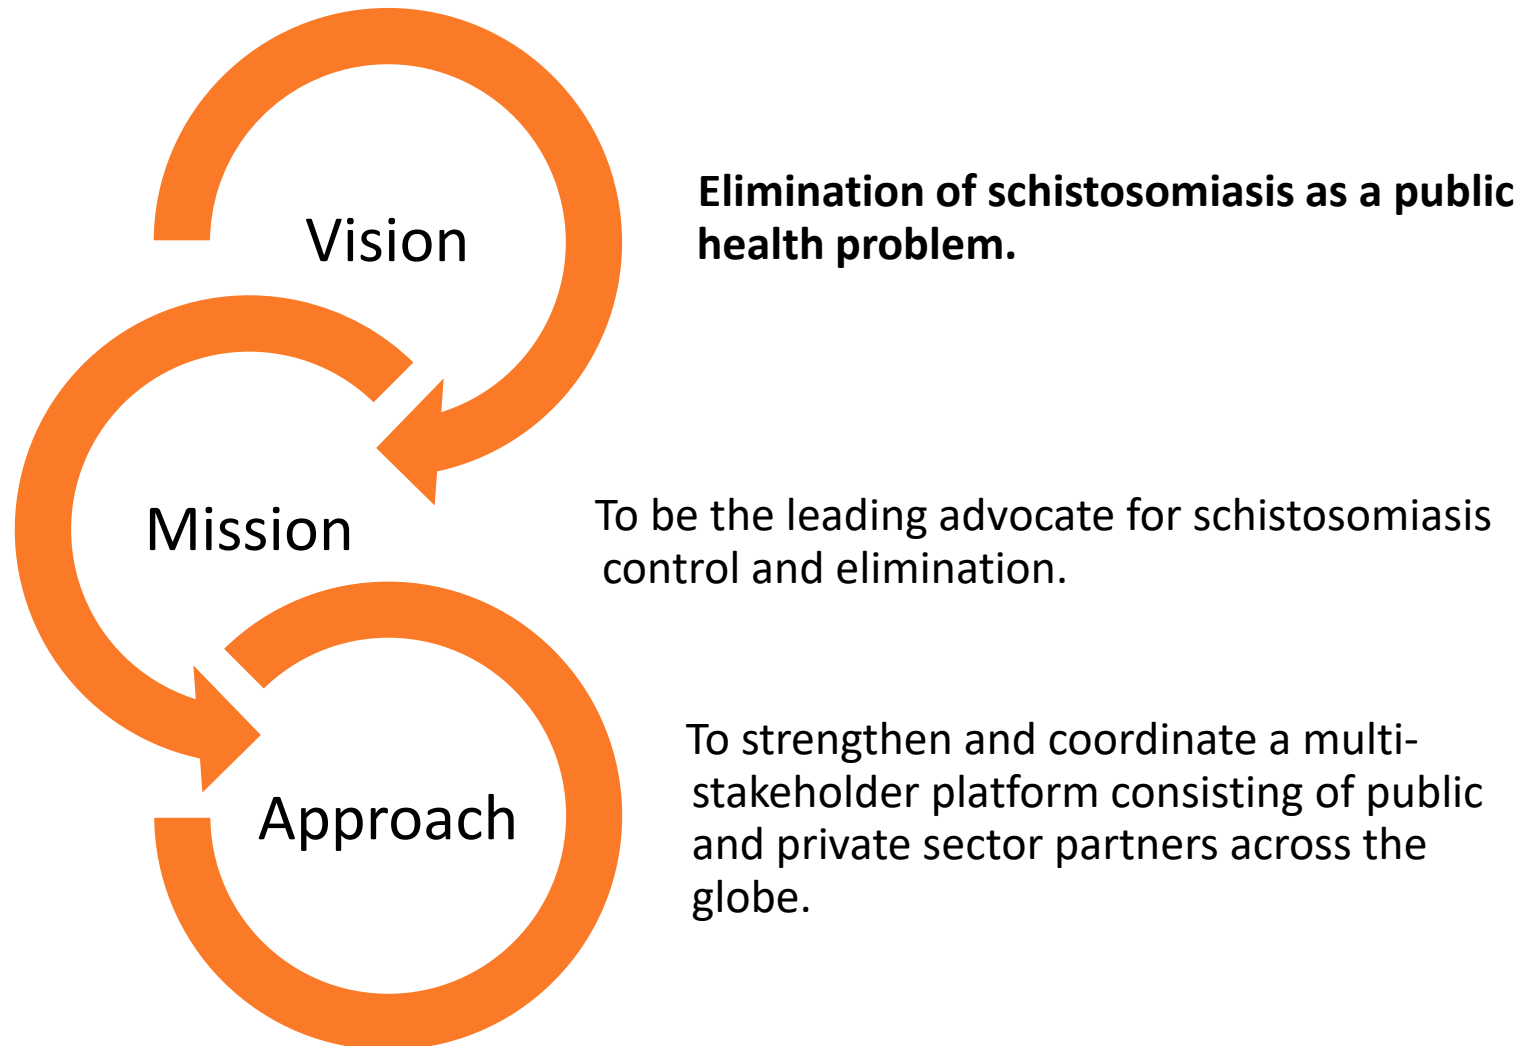 Vision
Elimination of schistosomiasis as a public
health problem.
Mission
To be the leading advocate for schistosomiasis
control and elimination.
Approach
To strengthen and coordinate a multi-
stakeholder platform consisting of public
and private sector partners across the
globe.